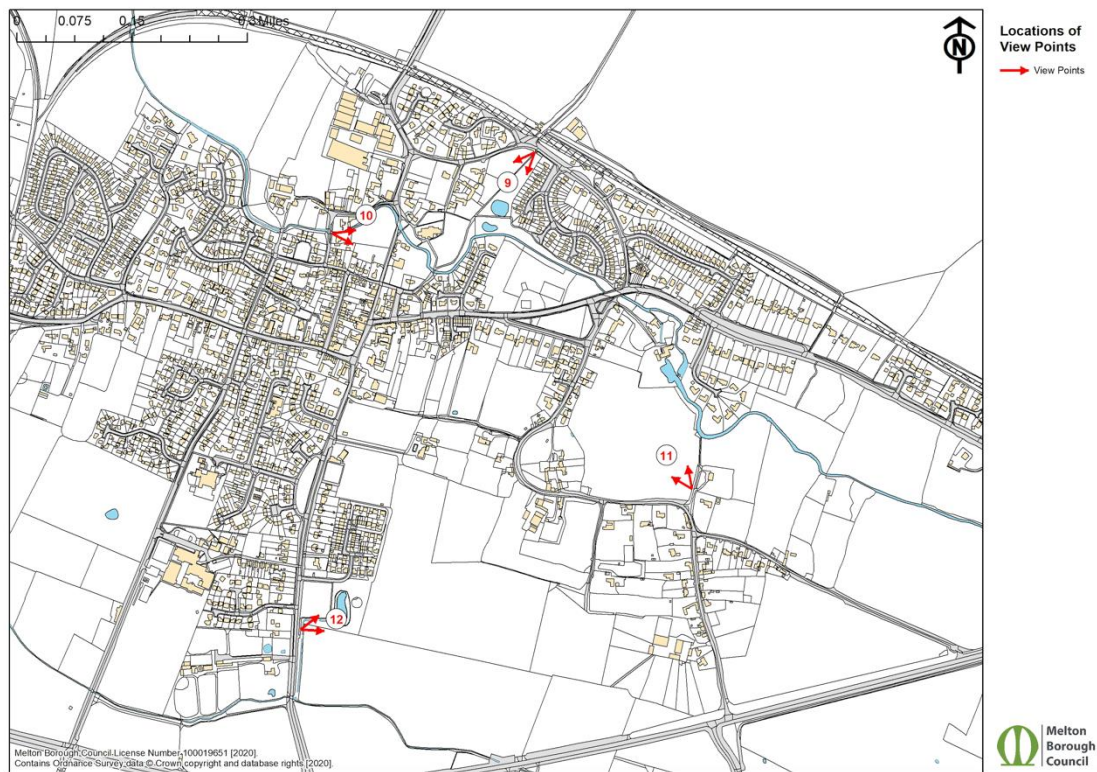 0 0.075 0.15 0.3 Miles
N
Locations of
View Points
View Points
9
10
11
12
Melton Borough Council License Number 100019651 [2020].
Contains Ordnance Survey data © Crown copyright and database rights [2020].
Melton
Borough
Council